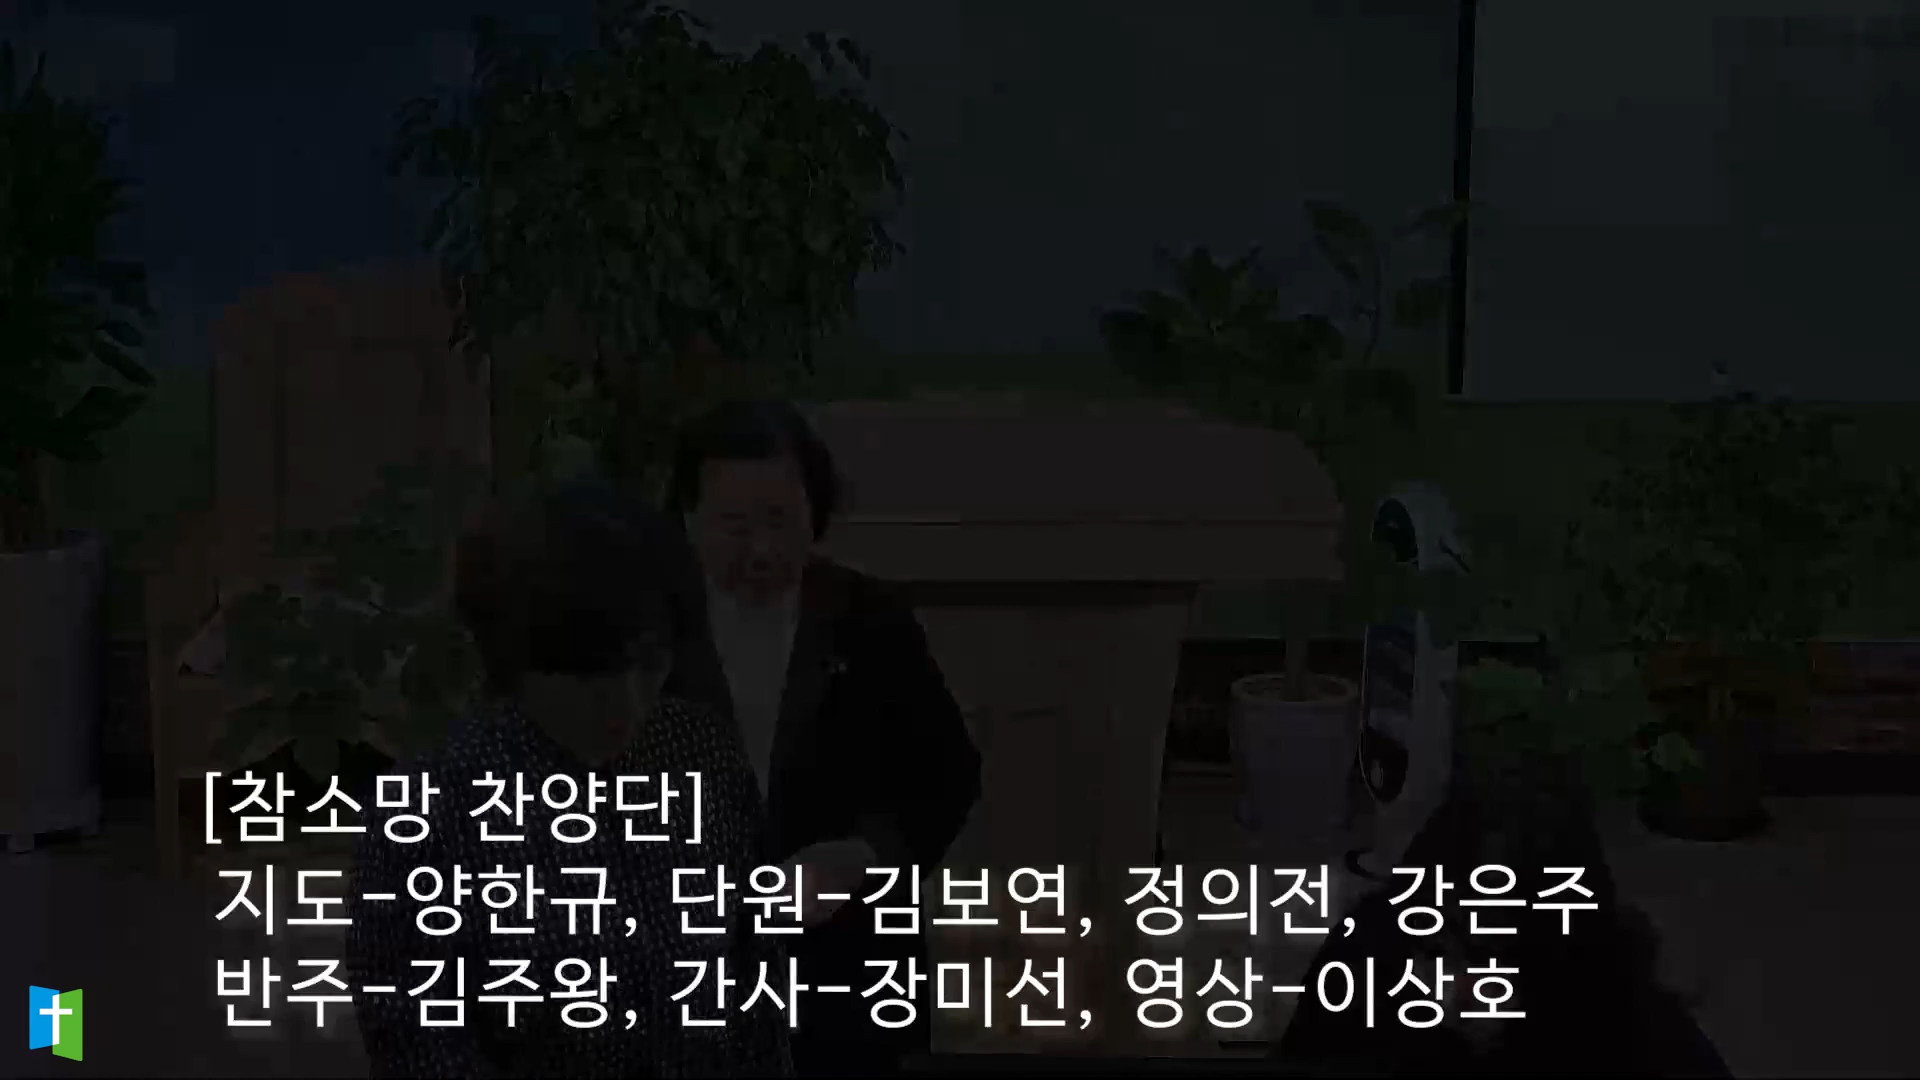 [참소망 찬양단]
지도-양한규, 단원-김보연, 정의전, 강은주
반주-김주왕, 간사-장미선, 영상-이상호